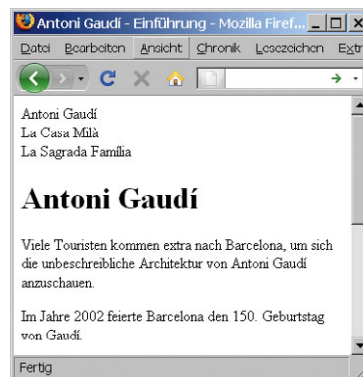 Antoni Gaudí - Einführung - Mozilla Firef...
Datei Bearbeiten Ansicht Chronik Lesezeichen Extr
Antoni Gaudí
La Casa Milà
La Sagrada Família
Antoni Gaudí
Viele Touristen kommen extra nach Barcelona, um sich
die unbeschreibliche Architektur von Antoni Gaudí
anzuschauen.
Im Jahre 2002 feierte Barcelona den 150. Geburtstag
von Gaudí.
Fertig